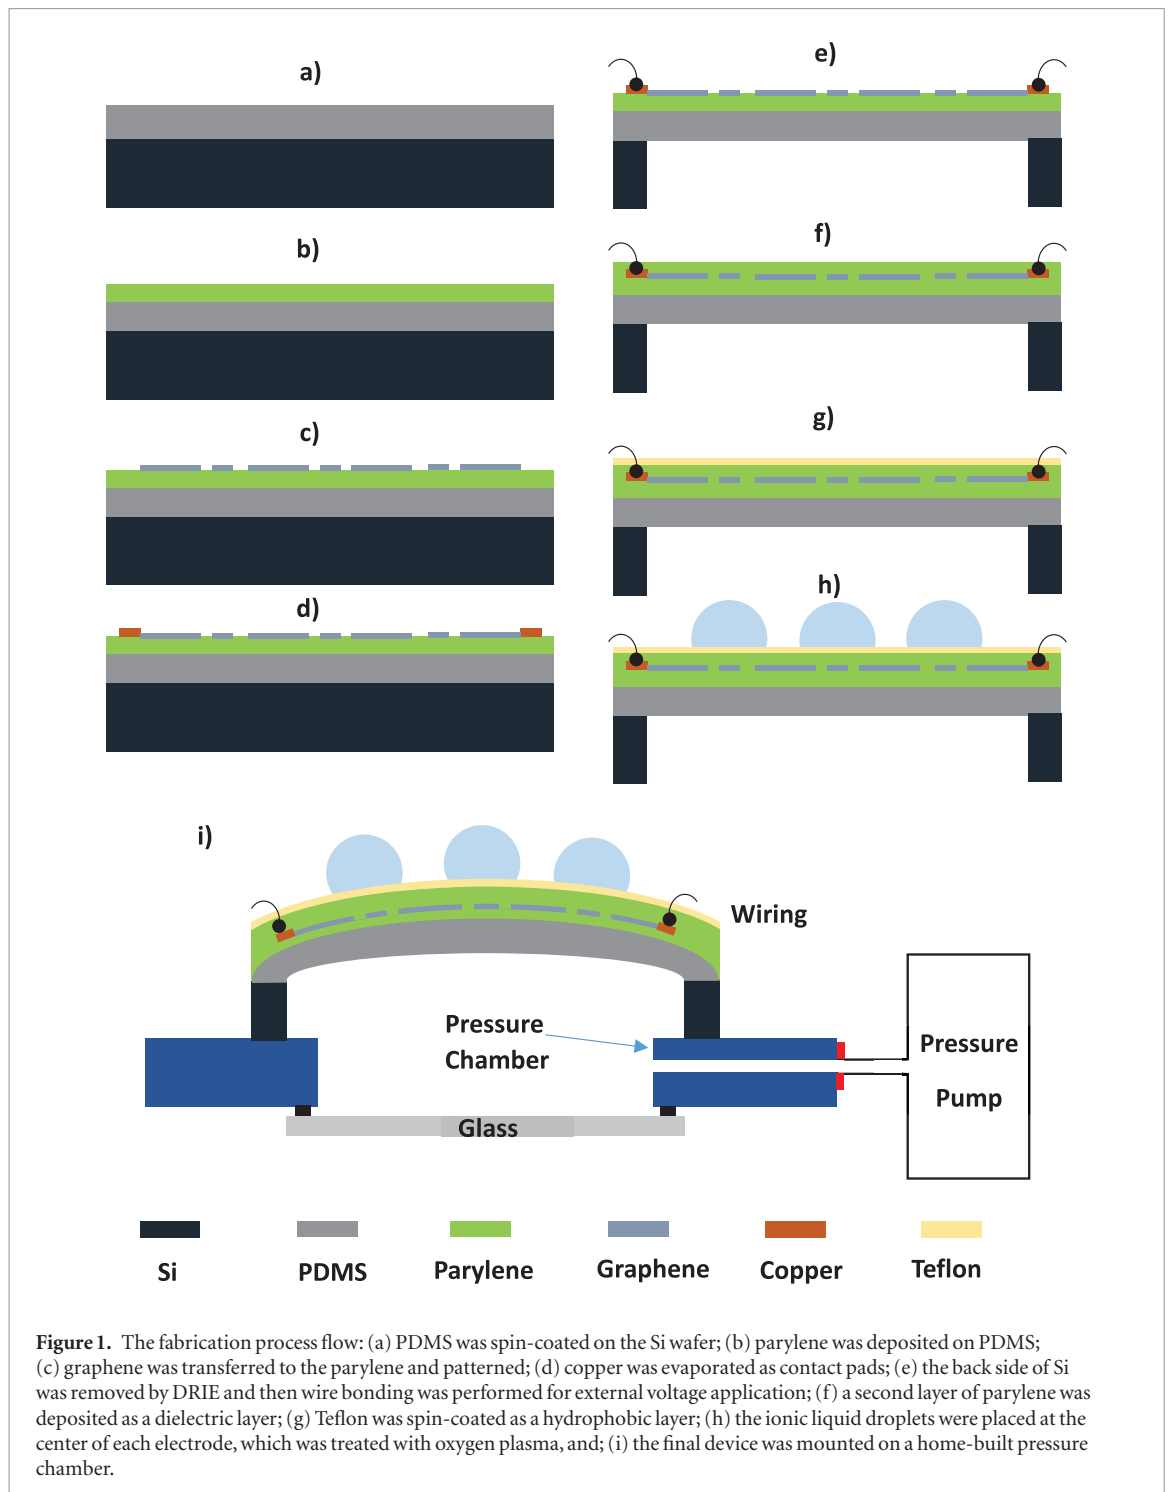 a)
b)
c)
d)
e)
f)
g)
h)
i)
Wiring
Pressure
Chamber
Pressure
Pump
Glass
Si
PDMS
Parylene
Graphene
Copper
Teflon
Figure 1. The fabrication process flow: (a) PDMS was spin-coated on the Si wafer; (b) parylene was deposited on PDMS;
(c) graphene was transferred to the parylene and patterned; (d) copper was evaporated as contact pads; (e) the back side of Si
was removed by DRIE and then wire bonding was performed for external voltage application; (f) a second layer of parylene was
deposited as a dielectric layer; (g) Teflon was spin-coated as a hydrophobic layer; (h) the ionic liquid droplets were placed at the
center of each electrode, which was treated with oxygen plasma, and; (i) the final device was mounted on a home-built pressure
chamber.